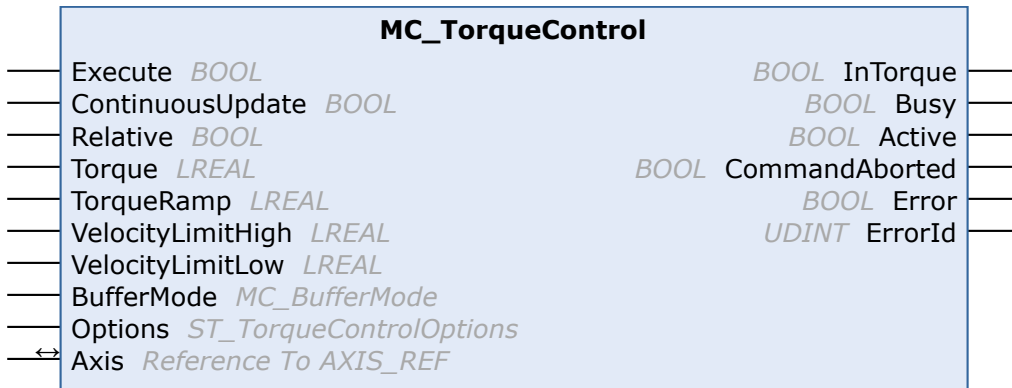 MC_TorqueControl
Execute BOOL BOOL InTorque
ContinuousUpdate BOOL BOOL Busy
Relative BOOL BOOL Active
Torque LREAL BOOL CommandAborted
TorqueRamp LREAL BOOL Error
VelocityLimitHigh LREAL UDINT ErrorId
VelocityLimitLow LREAL
BufferMode MC_BufferMode
Options ST_TorqueControlOptions
↔ Axis Reference To AXIS_REF